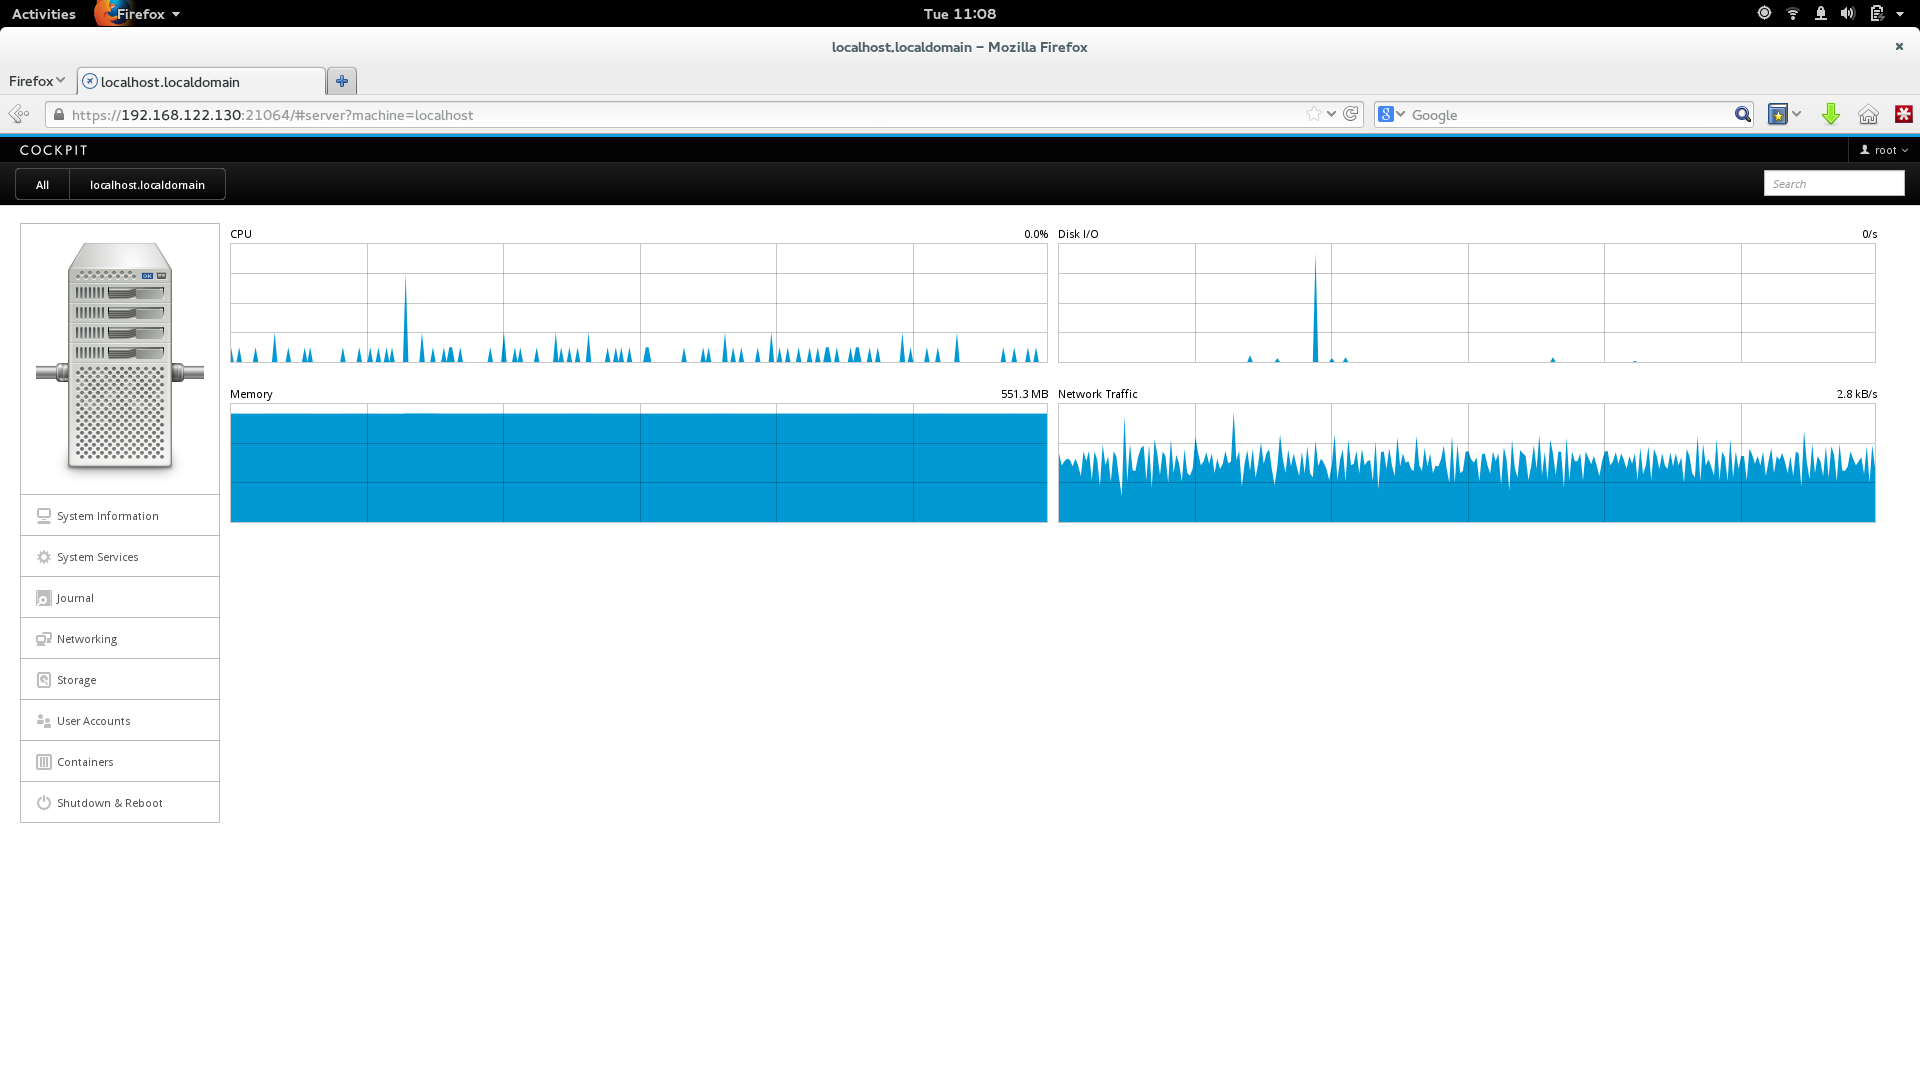 Activities Firefox Tue 11:08
localhost.localdomain – Mozilla Firefox
Firefox localhost.localdomain
https://192.168.122.130:21064/#server?machine=localhost Google
COCKPIT root
All localhost.localdomain Search
CPU 0.0% Disk I/O 0/s
Memory 551.3 MB Network Traffic 2.8 kB/s
System Information
System Services
Journal
Networking
Storage
User Accounts
Containers
Shutdown & Reboot